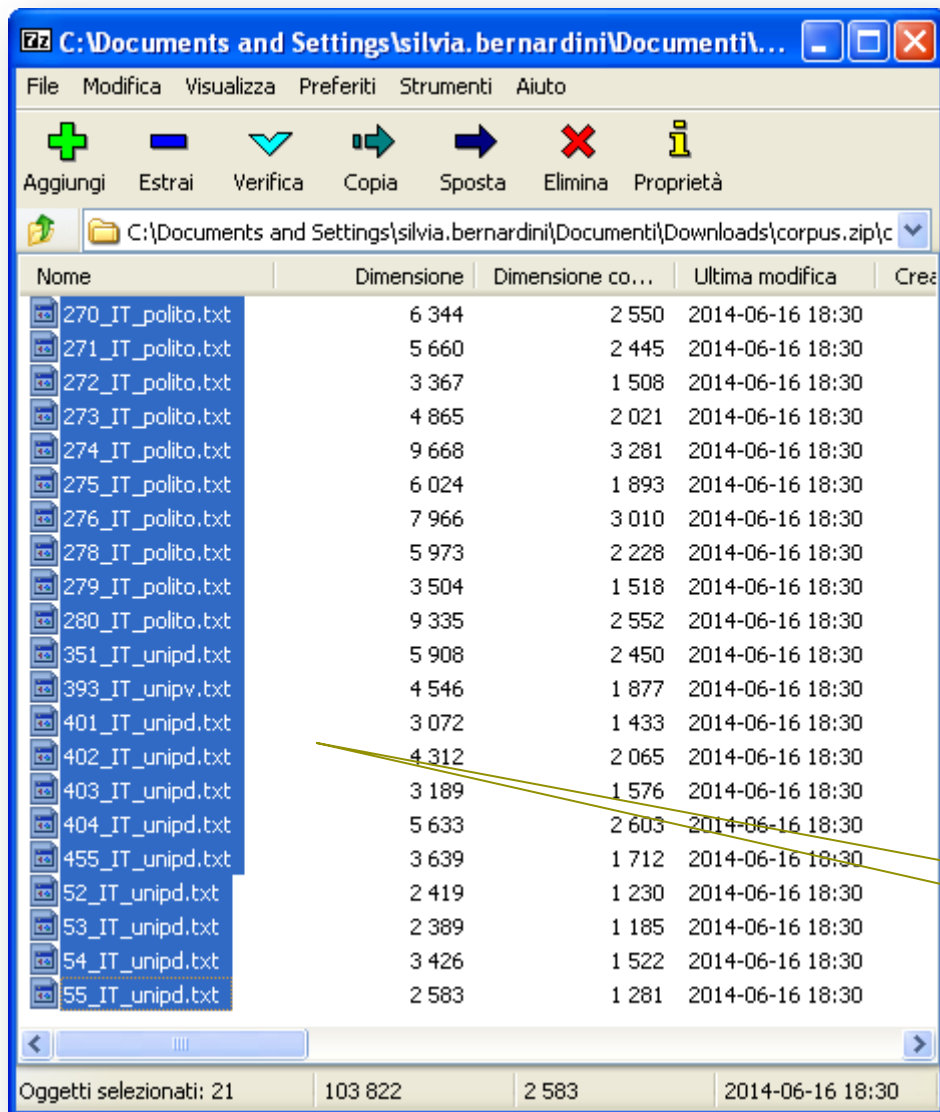 7z C:\Documents and Settings\silvia.bernardini\Documenti\...
File Modifica Visualizza Preferiti Strumenti Aiuto
Aggiungi Estrai Verifica Copia Sposta Elimina Proprietà
C:\Documents and Settings\silvia.bernardini\Documenti\Downloads\corpus.zip\c
Nome Dimensione Dimensione co... Ultima modifica Crea
270_IT_polito.txt 6 344 2 550 2014-06-16 18:30
271_IT_polito.txt 5 660 2 445 2014-06-16 18:30
272_IT_polito.txt 3 367 1 508 2014-06-16 18:30
273_IT_polito.txt 4 865 2 021 2014-06-16 18:30
274_IT_polito.txt 9 668 3 281 2014-06-16 18:30
275_IT_polito.txt 6 024 1 893 2014-06-16 18:30
276_IT_polito.txt 7 966 3 010 2014-06-16 18:30
278_IT_polito.txt 5 973 2 228 2014-06-16 18:30
279_IT_polito.txt 3 504 1 518 2014-06-16 18:30
280_IT_polito.txt 9 335 2 552 2014-06-16 18:30
351_IT_unipd.txt 5 908 2 450 2014-06-16 18:30
393_IT_unipv.txt 4 546 1 877 2014-06-16 18:30
401_IT_unipd.txt 3 072 1 433 2014-06-16 18:30
402_IT_unipd.txt 4 312 2 065 2014-06-16 18:30
403_IT_unipd.txt 3 189 1 576 2014-06-16 18:30
404_IT_unipd.txt 5 633 2 603 2014-06-16 18:30
455_IT_unipd.txt 3 639 1 712 2014-06-16 18:30
52_IT_unipd.txt 2 419 1 230 2014-06-16 18:30
53_IT_unipd.txt 2 389 1 185 2014-06-16 18:30
54_IT_unipd.txt 3 426 1 522 2014-06-16 18:30
55_IT_unipd.txt 2 583 1 281 2014-06-16 18:30
Oggetti selezionati: 21 103 822 2 583 2014-06-16 18:30